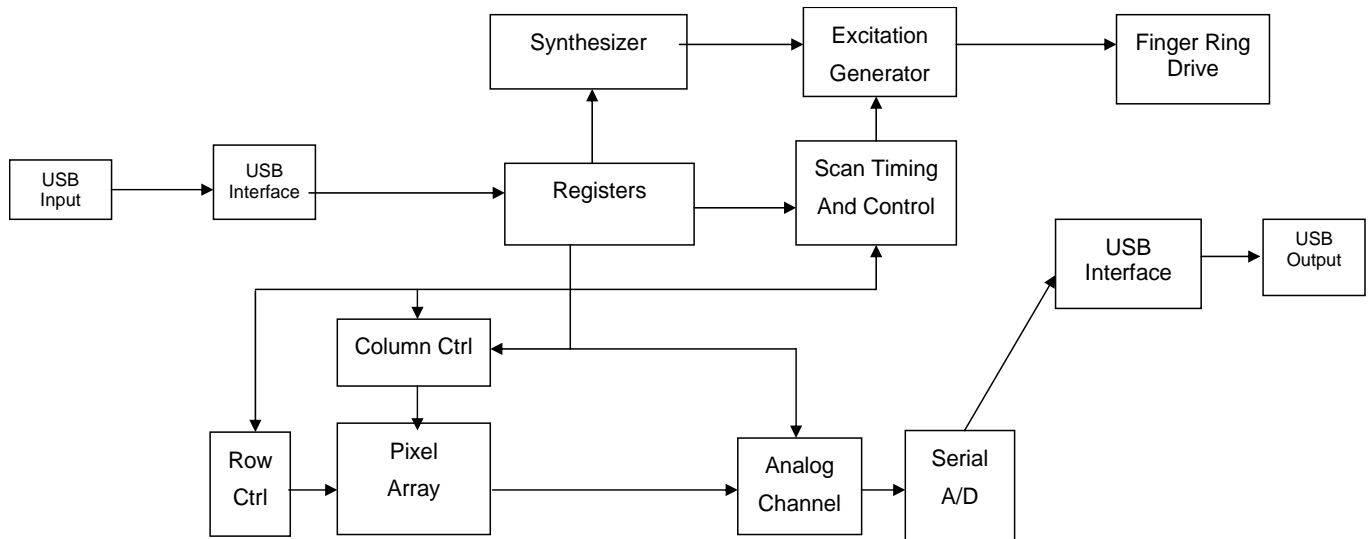 Synthesizer
Excitation
Generator
Finger Ring
Drive
USB
Input
USB
Interface
Registers
Scan Timing
And Control
USB
Interface
USB
Output
Column Ctrl
Row
Ctrl
Pixel
Array
Analog
Channel
Serial
A/D